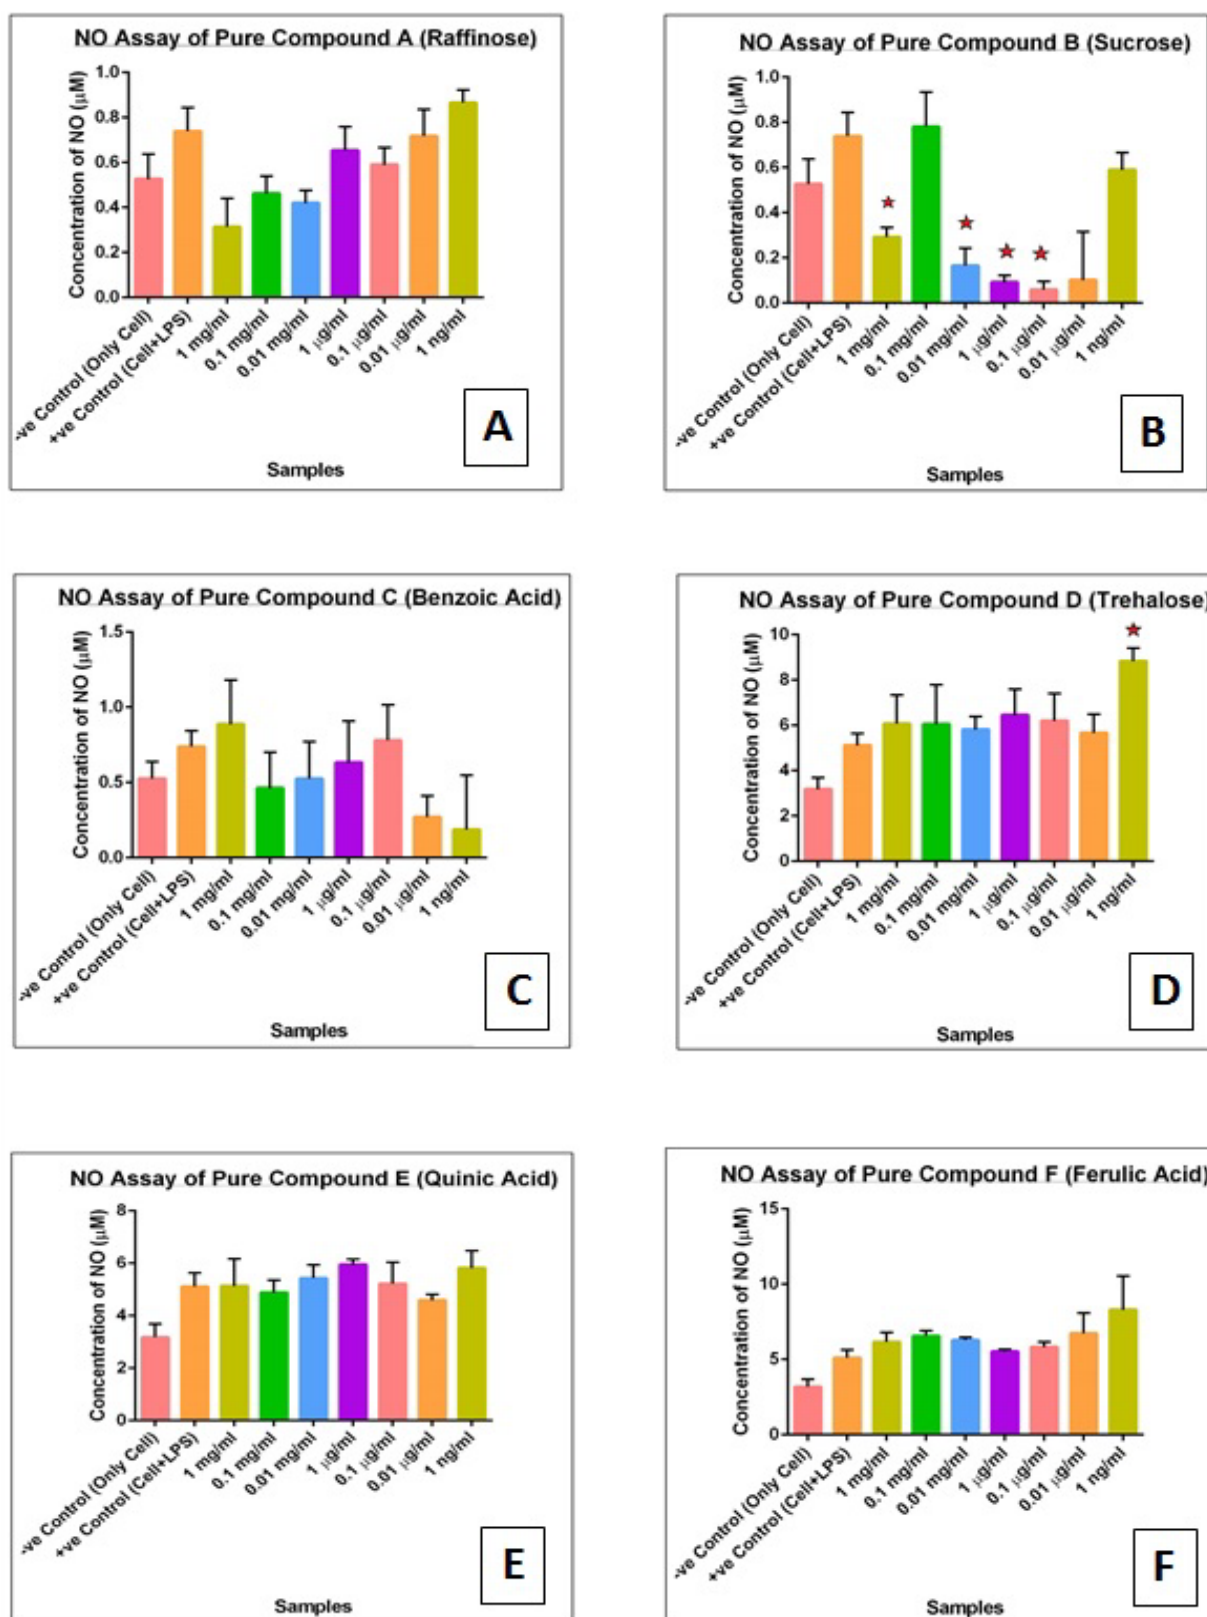 NO Assay of Pure Compound A (Raffinose)
Concentration of NO (μM)
1.0
0.8
0.6
0.4
0.2
0.0
-ve Control (Only Cell)
+ve Control (Cell+LPS)
1 mg/ml
0.1 mg/ml
0.01 mg/ml
1 μg/ml
0.1 μg/ml
0.01 μg/ml
1 ng/ml
Samples
A
NO Assay of Pure Compound B (Sucrose)
Concentration of NO (μM)
1.0
0.8
0.6
0.4
0.2
0.0
-ve Control (Only Cell)
+ve Control (Cell+LPS)
1 mg/ml
0.1 mg/ml
0.01 mg/ml
1 μg/ml
0.1 μg/ml
0.01 μg/ml
1 ng/ml
Samples
B
NO Assay of Pure Compound C (Benzoic Acid)
Concentration of NO (μM)
1.5
1.0
0.5
0.0
-ve Control (Only Cell)
+ve Control (Cell+LPS)
1 mg/ml
0.1 mg/ml
0.01 mg/ml
1 μg/ml
0.1 μg/ml
0.01 μg/ml
1 ng/ml
Samples
C
NO Assay of Pure Compound D (Trehalose)
Concentration of NO (μM)
10
8
6
4
2
0
-ve Control (Only Cell)
+ve Control (Cell+LPS)
1 mg/ml
0.1 mg/ml
0.01 mg/ml
1 μg/ml
0.1 μg/ml
0.01 μg/ml
1 ng/ml
Samples
D
NO Assay of Pure Compound E (Quinic Acid)
Concentration of NO (μM)
8
6
4
2
0
-ve Control (Only Cell)
+ve Control (Cell+LPS)
1 mg/ml
0.1 mg/ml
0.01 mg/ml
1 μg/ml
0.1 μg/ml
0.01 μg/ml
1 ng/ml
Samples
E
NO Assay of Pure Compound F (Ferulic Acid)
Concentration of NO (μM)
15
10
5
0
-ve Control (Only Cell)
+ve Control (Cell+LPS)
1 mg/ml
0.1 mg/ml
0.01 mg/ml
1 μg/ml
0.1 μg/ml
0.01 μg/ml
1 ng/ml
Samples
F